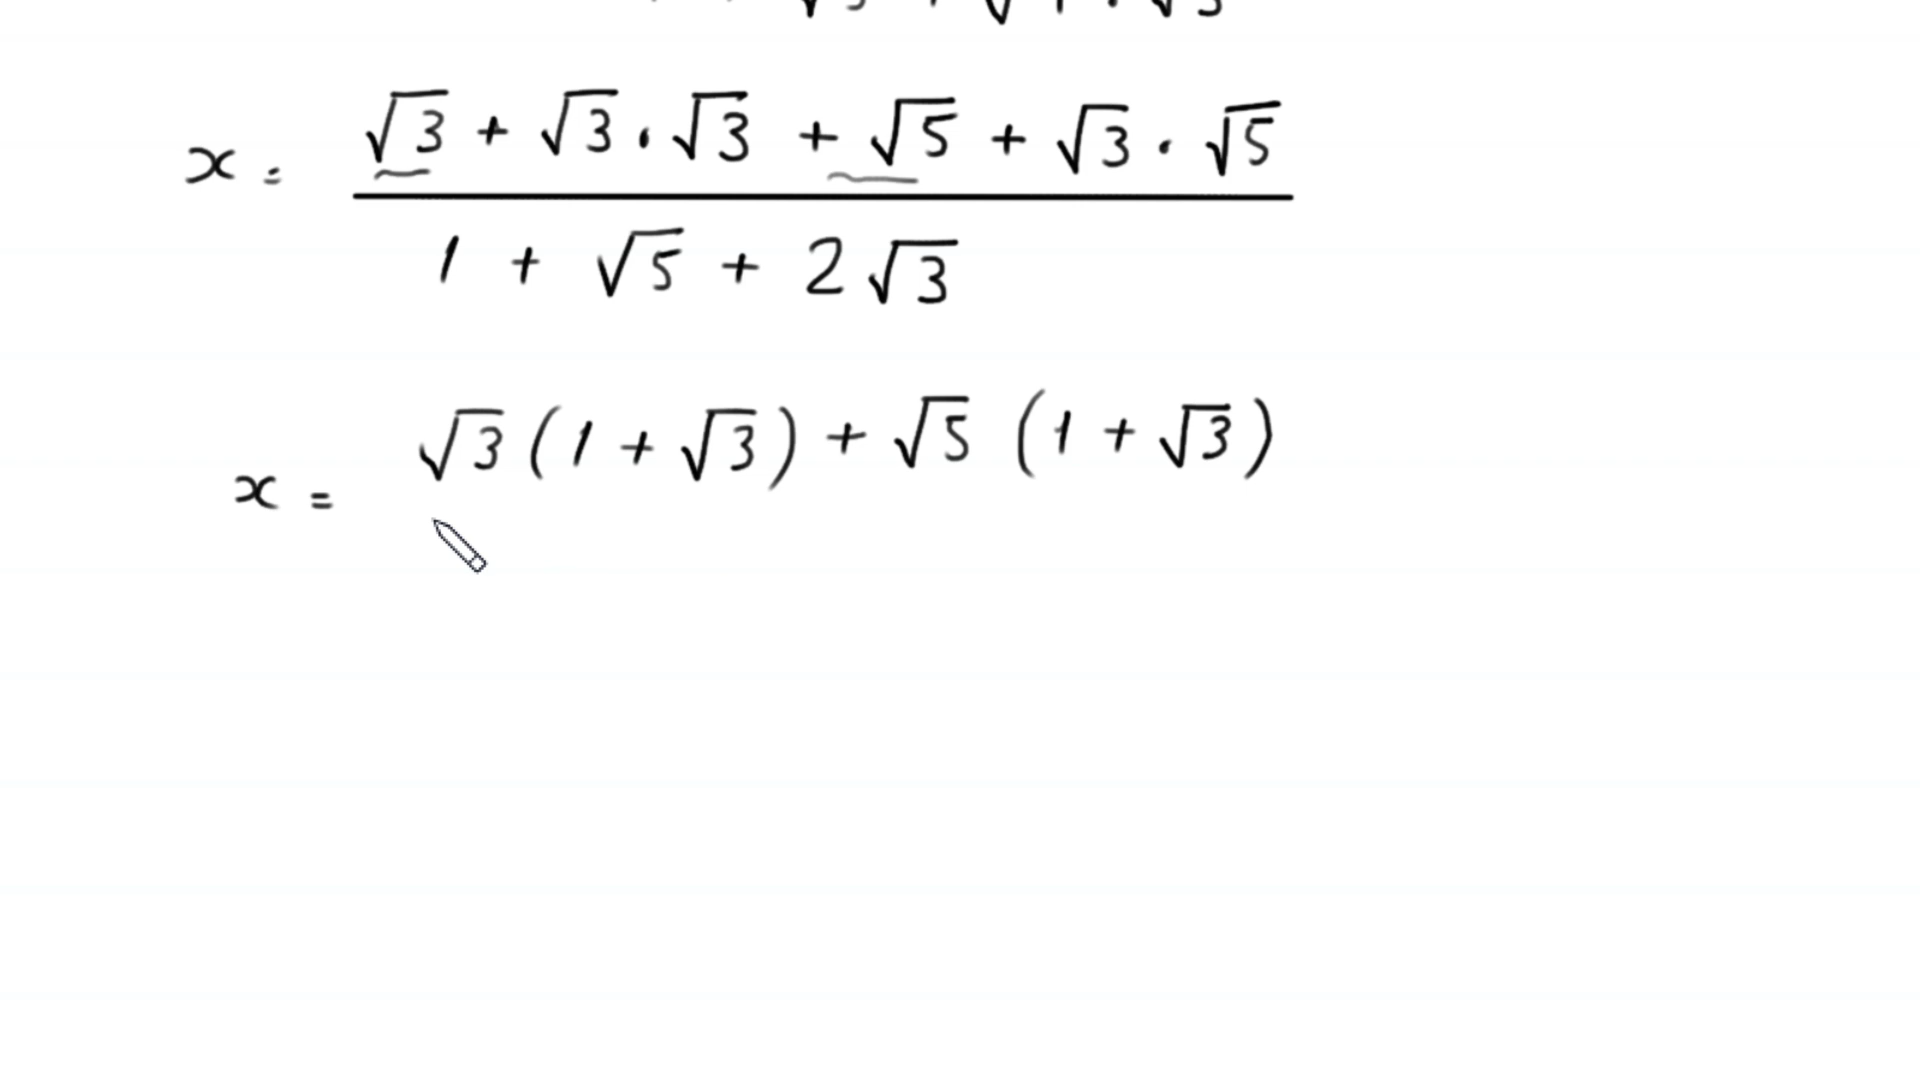 x = √3 + √3 · √3 + √5 + √3 · √5
1 + √5 + 2√3
x = √3 (1 + √3) + √5 (1 + √3)